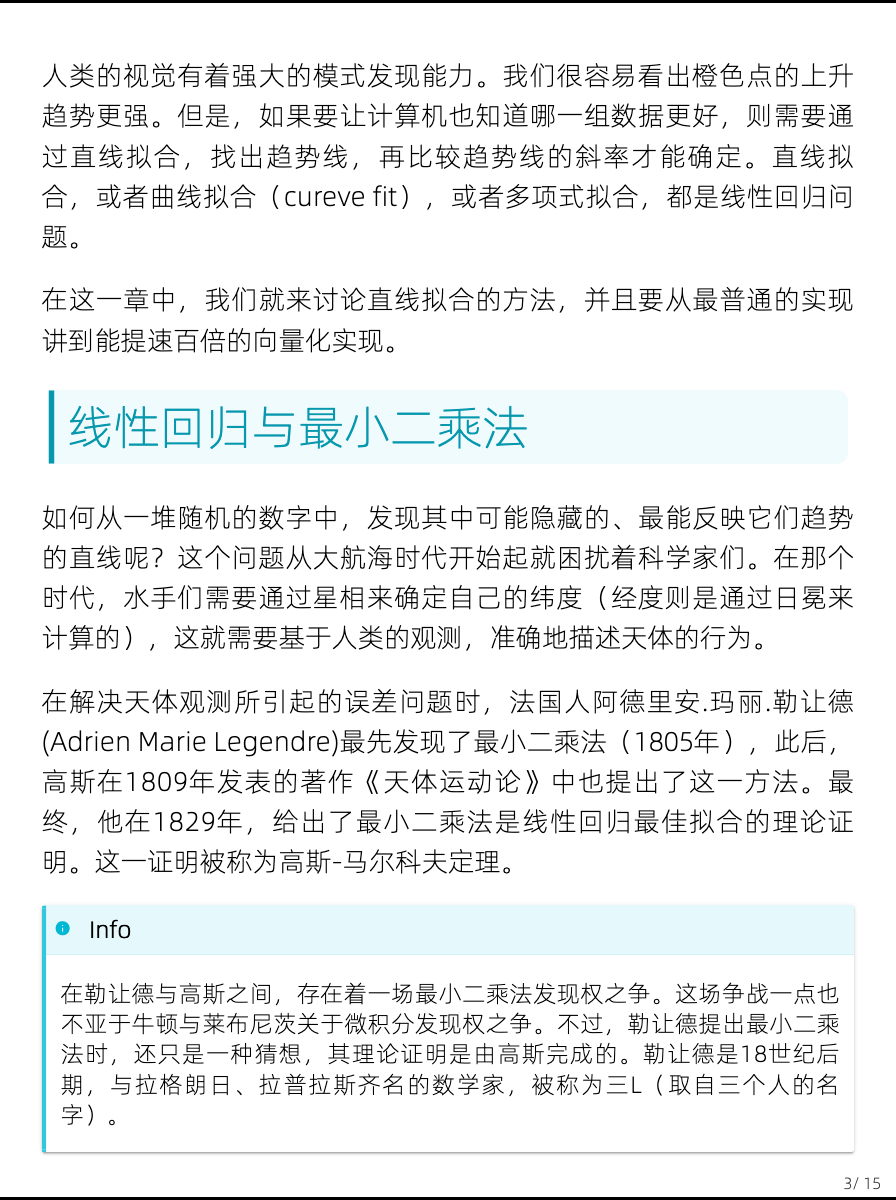 人类的视觉有着强大的模式发现能力。我们很容易看出橙色点的上升
趋势更强。但是，如果要让计算机也知道哪一组数据更好，则需要通
过直线拟合，找出趋势线，再比较趋势线的斜率才能确定。直线拟
合，或者曲线拟合（cureve fit），或者多项式拟合，都是线性回归问
题。
在这一章中，我们就来讨论直线拟合的方法，并且要从最普通的实现
讲到能提速百倍的向量化实现。
线性回归与最小二乘法
如何从一堆随机的数字中，发现其中可能隐藏的、最能反映它们趋势
的直线呢？这个问题从大航海时代开始起就困扰着科学家们。在那个
时代，水手们需要通过星相来确定自己的纬度（经度则是通过日冕来
计算的），这就需要基于人类的观测，准确地描述天体的行为。
在解决天体观测所引起的误差问题时，法国人阿德里安.玛丽.勒让德
(Adrien Marie Legendre)最先发现了最小二乘法（1805年），此后，
高斯在1809年发表的著作《天体运动论》中也提出了这一方法。最
终，他在1829年，给出了最小二乘法是线性回归最佳拟合的理论证
明。这一证明被称为高斯-马尔科夫定理。
Info
在勒让德与高斯之间，存在着一场最小二乘法发现权之争。这场争战一点也
不亚于牛顿与莱布尼茨关于微积分发现权之争。不过，勒让德提出最小二乘
法时，还只是一种猜想，其理论证明是由高斯完成的。勒让德是18世纪后
期，与拉格朗日、拉普拉斯齐名的数学家，被称为三L（取自三个人的名
字）。
3/ 15